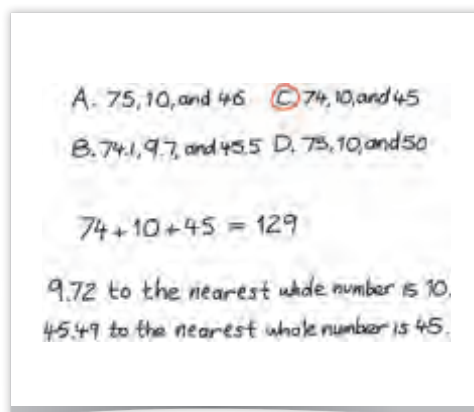 A. 75, 10, and 46 C. 74, 10, and 45
B. 74.1, 9.7, and 45.5 D. 75, 10, and 50
74 + 10 + 45 = 129
9.72 to the nearest whole number is 10.
45.49 to the nearest whole number is 45.